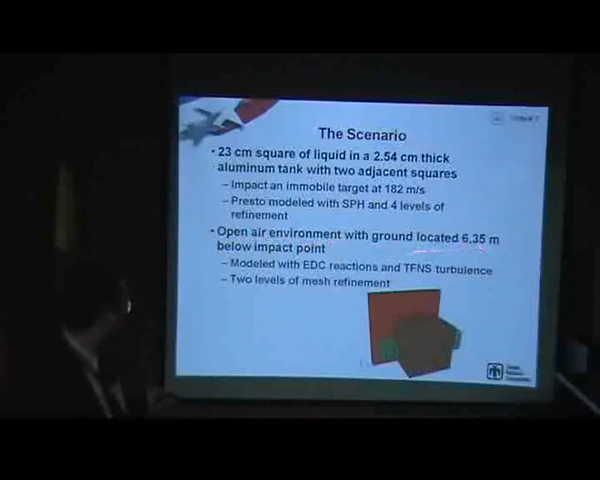 The Scenario
• 23 cm square of liquid in a 2.54 cm thick
aluminum tank with two adjacent squares
– Impact an immobile target at 182 m/s
– Presto modeled with SPH and 4 levels of
refinement
• Open air environment with ground located 6.35 m
below impact point
– Modeled with EDC reactions and TFNS turbulence
– Two levels of mesh refinement